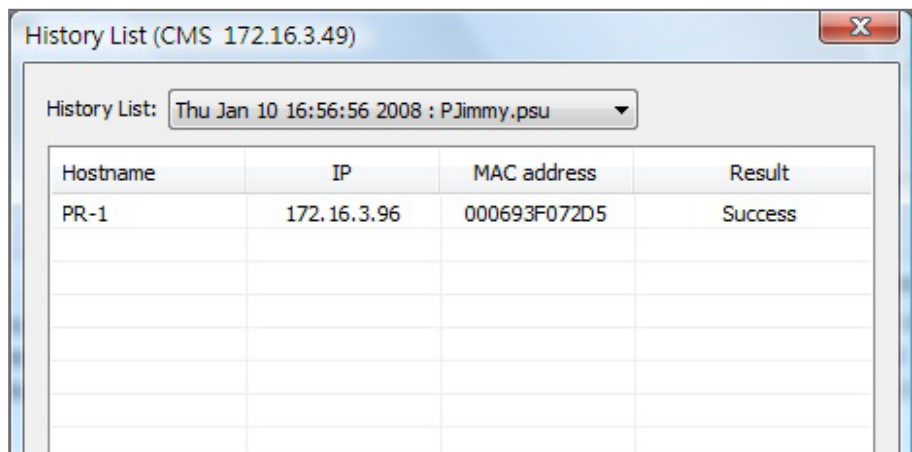 History List (CMS 172.16.3.49)
History List: Thu Jan 10 16:56:56 2008 : PJimmy.psu
Hostname IP MAC address Result
PR-1 172.16.3.96 000693F072D5 Success